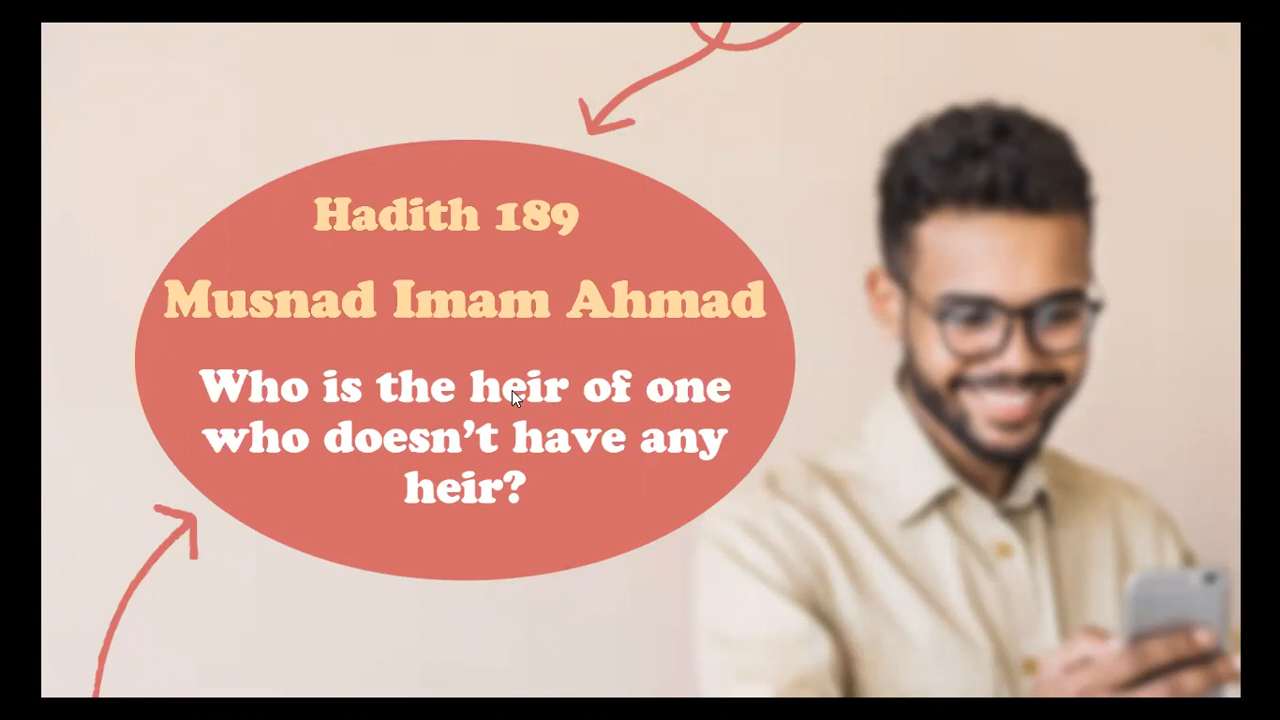 Hadith 189
Musnad Imam Ahmad
Who is the heir of one
who doesn't have any
heir?